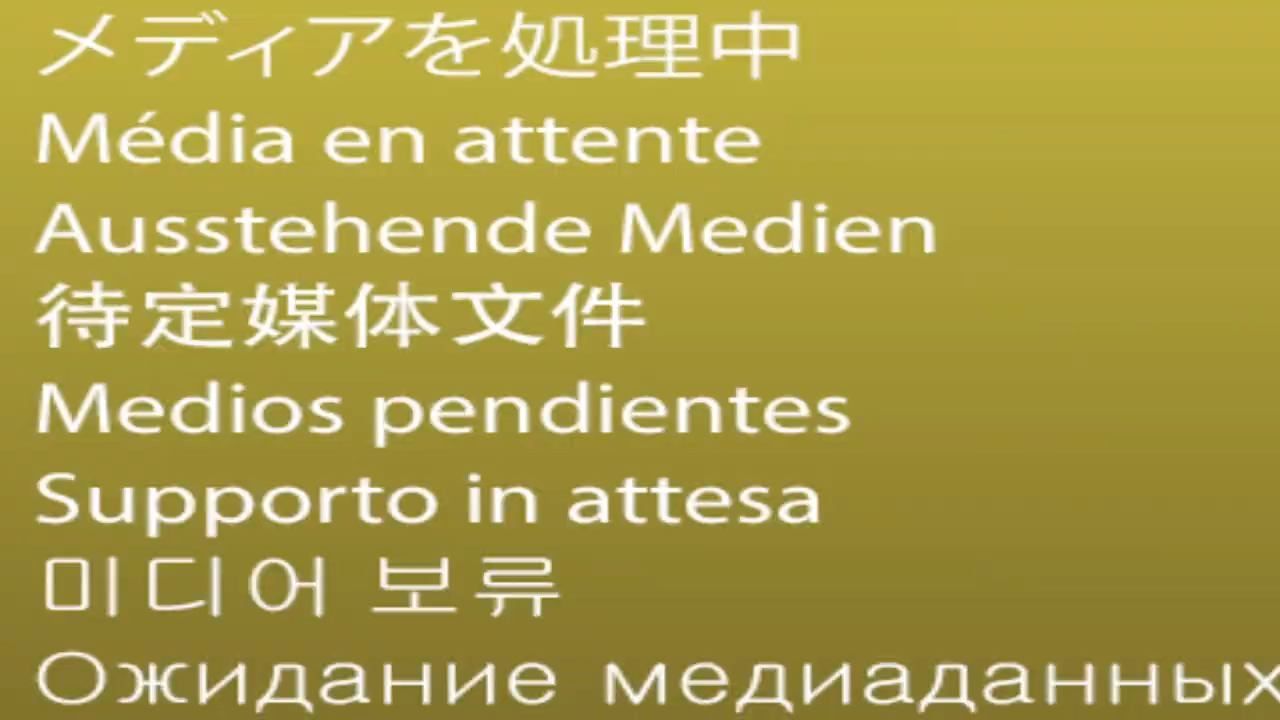 メディアを処理中
Média en attente
Ausstehende Medien
待定媒体文件
Medios pendientes
Supporto in attesa
미디어 보류
Ожидание медиаданных